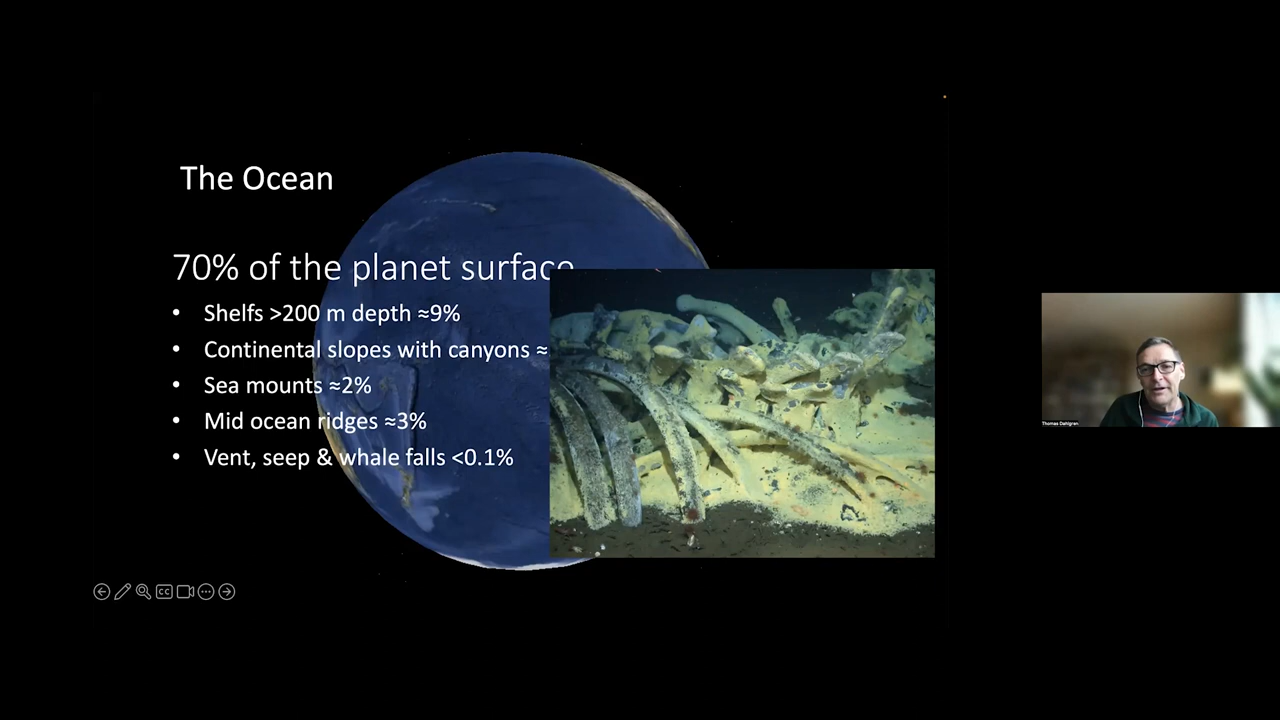 The Ocean
70% of the planet surface
• Shelfs >200 m depth ≈9%
• Continental slopes with canyons ≈
• Sea mounts ≈2%
• Mid ocean ridges ≈3%
• Vent, seep & whale falls <0.1%
CC
Thomas Dahlgren